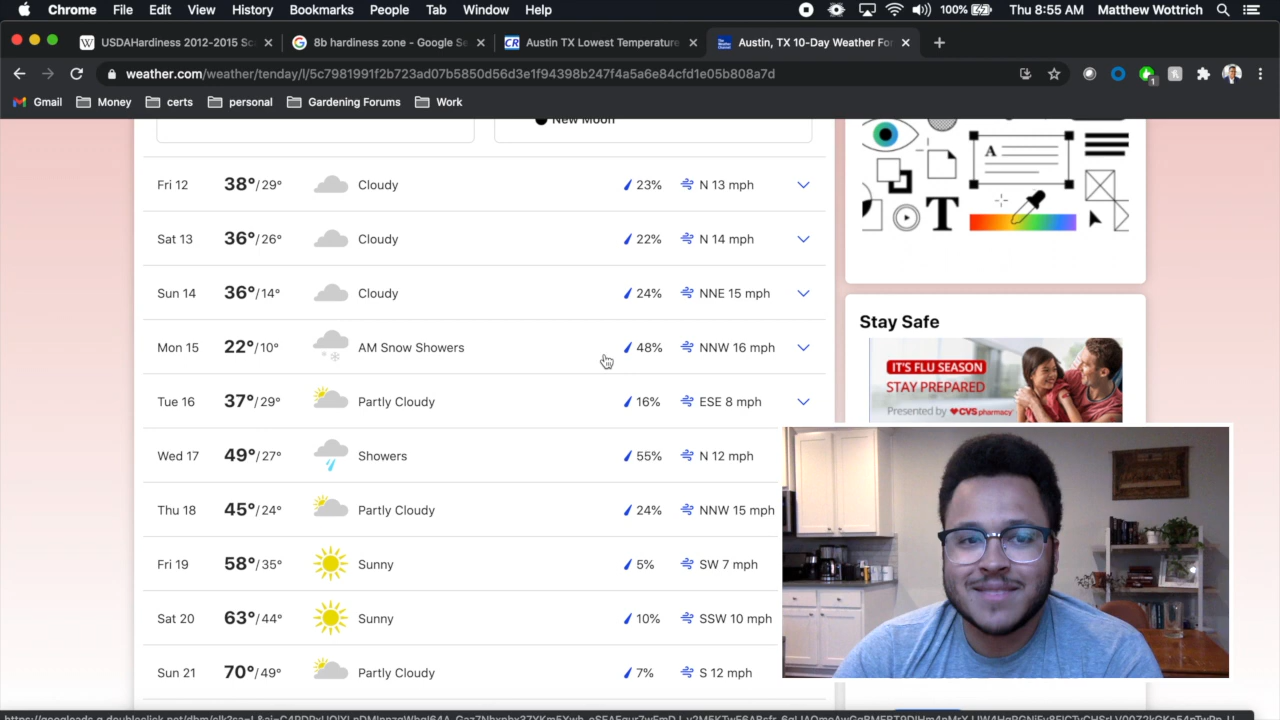 Chrome File Edit View History Bookmarks People Tab Window Help 100% Thu 8:55 AM Matthew Wottrich
W USDAHardiness 2012-2015 Sc 8b hardiness zone - Google Se CR Austin TX Lowest Temperature Austin, TX 10-Day Weather For
weather.com/weather/tenday/l/5c7981991f2b723ad07b5850d56d3e1f94398b247f4a5a6e84cfd1e05b808a7d
Gmail Money certs personal Gardening Forums Work
New Moon
A
T
Fri 12 38°/29° Cloudy 23% N 13 mph
Sat 13 36°/26° Cloudy 22% N 14 mph
Sun 14 36°/14° Cloudy 24% NNE 15 mph
Mon 15 22°/10° AM Snow Showers 48% NNW 16 mph
Tue 16 37°/29° Partly Cloudy 16% ESE 8 mph
Wed 17 49°/27° Showers 55% N 12 mph
Thu 18 45°/24° Partly Cloudy 24% NNW 15 mph
Fri 19 58°/35° Sunny 5% SW 7 mph
Sat 20 63°/44° Sunny 10% SSW 10 mph
Sun 21 70°/49° Partly Cloudy 7% S 12 mph
Stay Safe
IT'S FLU SEASON
STAY PREPARED
Presented by CVS pharmacy